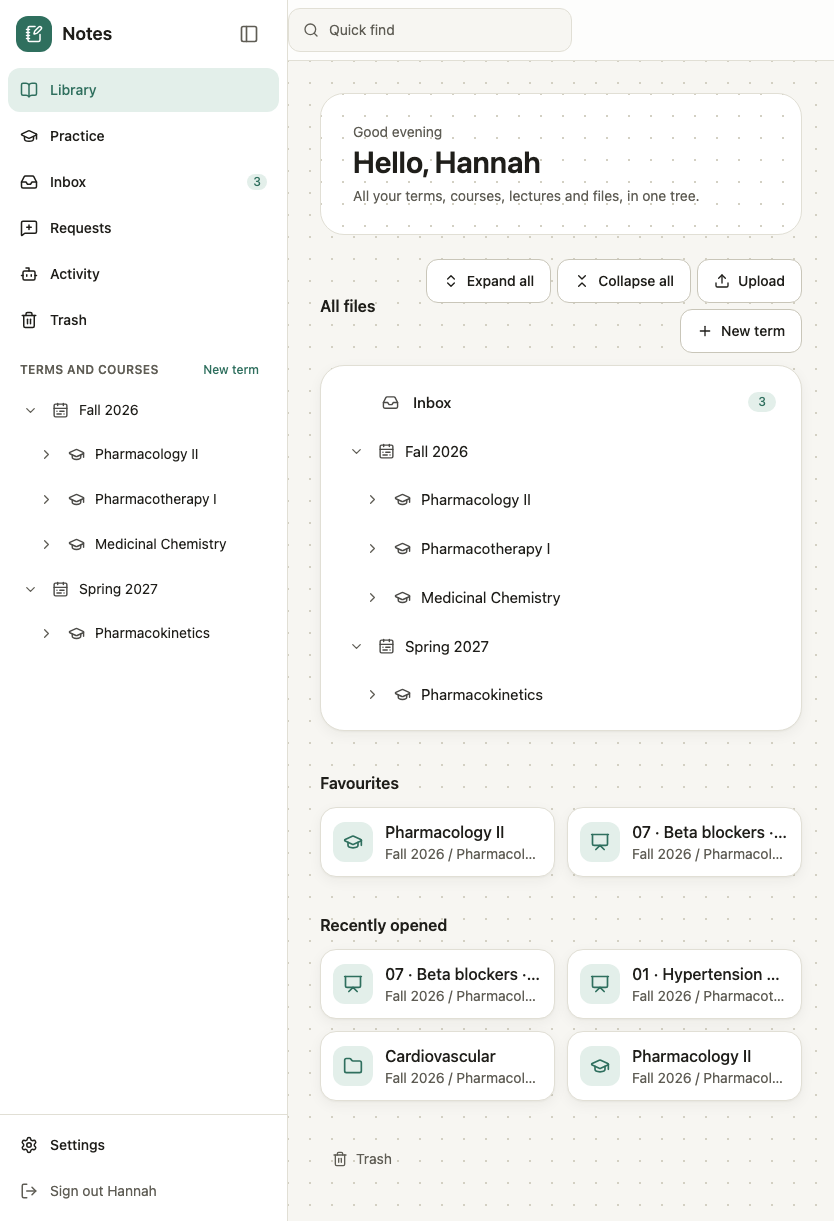 Notes
Library
Practice
Inbox 3
Requests
Activity
Trash
TERMS AND COURSES New term
Fall 2026
Pharmacology II
Pharmacotherapy I
Medicinal Chemistry
Spring 2027
Pharmacokinetics
Settings
Sign out Hannah
Quick find
Good evening
Hello, Hannah
All your terms, courses, lectures and files, in one tree.
All files
Expand all Collapse all Upload
New term
Inbox 3
Fall 2026
Pharmacology II
Pharmacotherapy I
Medicinal Chemistry
Spring 2027
Pharmacokinetics
Favourites
Pharmacology II
Fall 2026 / Pharmacol...
07 · Beta blockers ·...
Fall 2026 / Pharmacol...
Recently opened
07 · Beta blockers ·...
Fall 2026 / Pharmacol...
01 · Hypertension ...
Fall 2026 / Pharmacot...
Cardiovascular
Fall 2026 / Pharmacol...
Pharmacology II
Fall 2026 / Pharmacol...
Trash